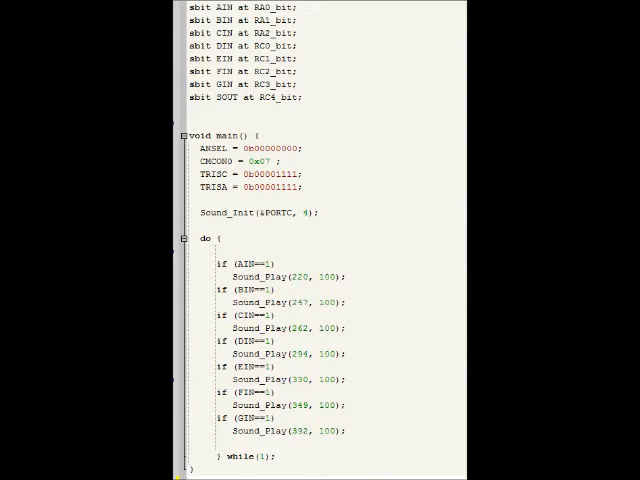 sbit AIN at RA0_bit;
sbit BIN at RA1_bit;
sbit CIN at RA2_bit;
sbit DIN at RC0_bit;
sbit EIN at RC1_bit;
sbit FIN at RC2_bit;
sbit GIN at RC3_bit;
sbit SOUT at RC4_bit;
void main() {
ANSEL = 0b00000000;
CMCON0 = 0x07 ;
TRISC = 0b00001111;
TRISA = 0b00001111;
Sound_Init(&PORTC, 4);
do {
if (AIN==1)
Sound_Play(220, 100);
if (BIN==1)
Sound_Play(247, 100);
if (CIN==1)
Sound_Play(262, 100);
if (DIN==1)
Sound_Play(294, 100);
if (EIN==1)
Sound_Play(330, 100);
if (FIN==1)
Sound_Play(349, 100);
if (GIN==1)
Sound_Play(392, 100);
} while(1);
}